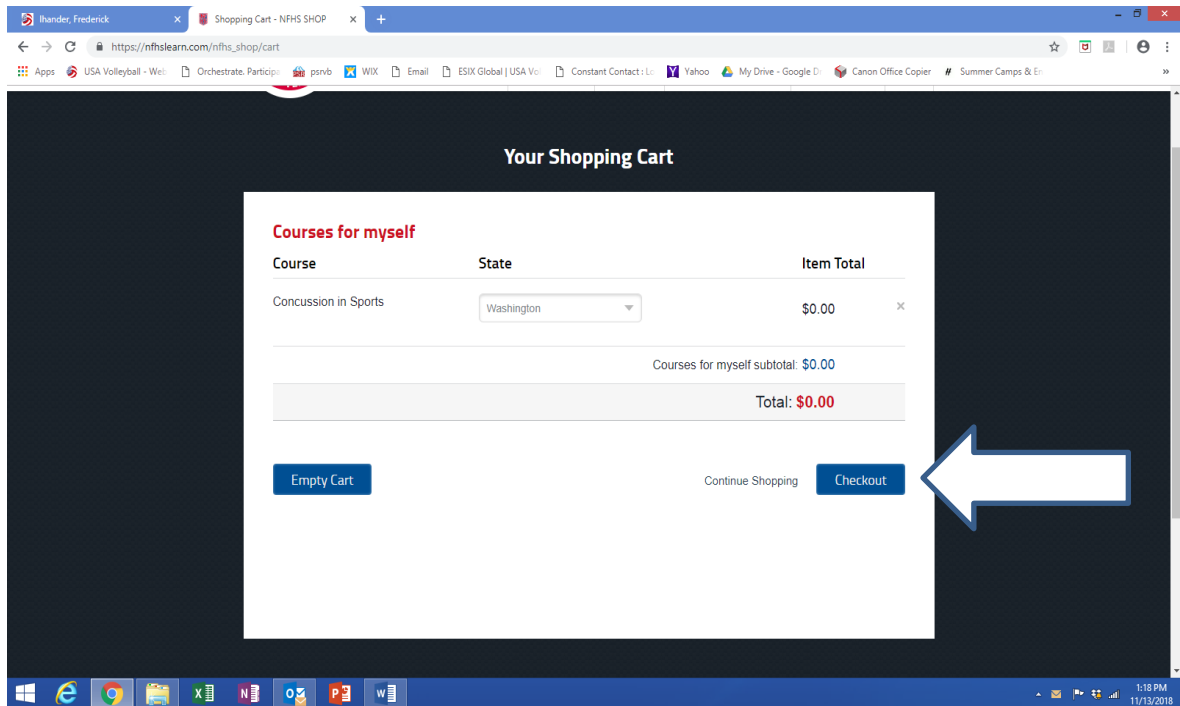 Ihander, Frederick
Shopping Cart - NFHS SHOP
https://nfhslearn.com/nfhs_shop/cart
Apps
USA Volleyball - Web
Orchestrate. Participa
psrvb
WIX
Email
ESIX Global | USA Vo
Constant Contact : Lo
Yahoo
My Drive - Google D
Canon Office Copier
Summer Camps & En
Your Shopping Cart
Courses for myself
Course State Item Total
Concussion in Sports Washington $0.00
Courses for myself subtotal: $0.00
Total: $0.00
Empty Cart Continue Shopping Checkout
1:18 PM
11/13/2018